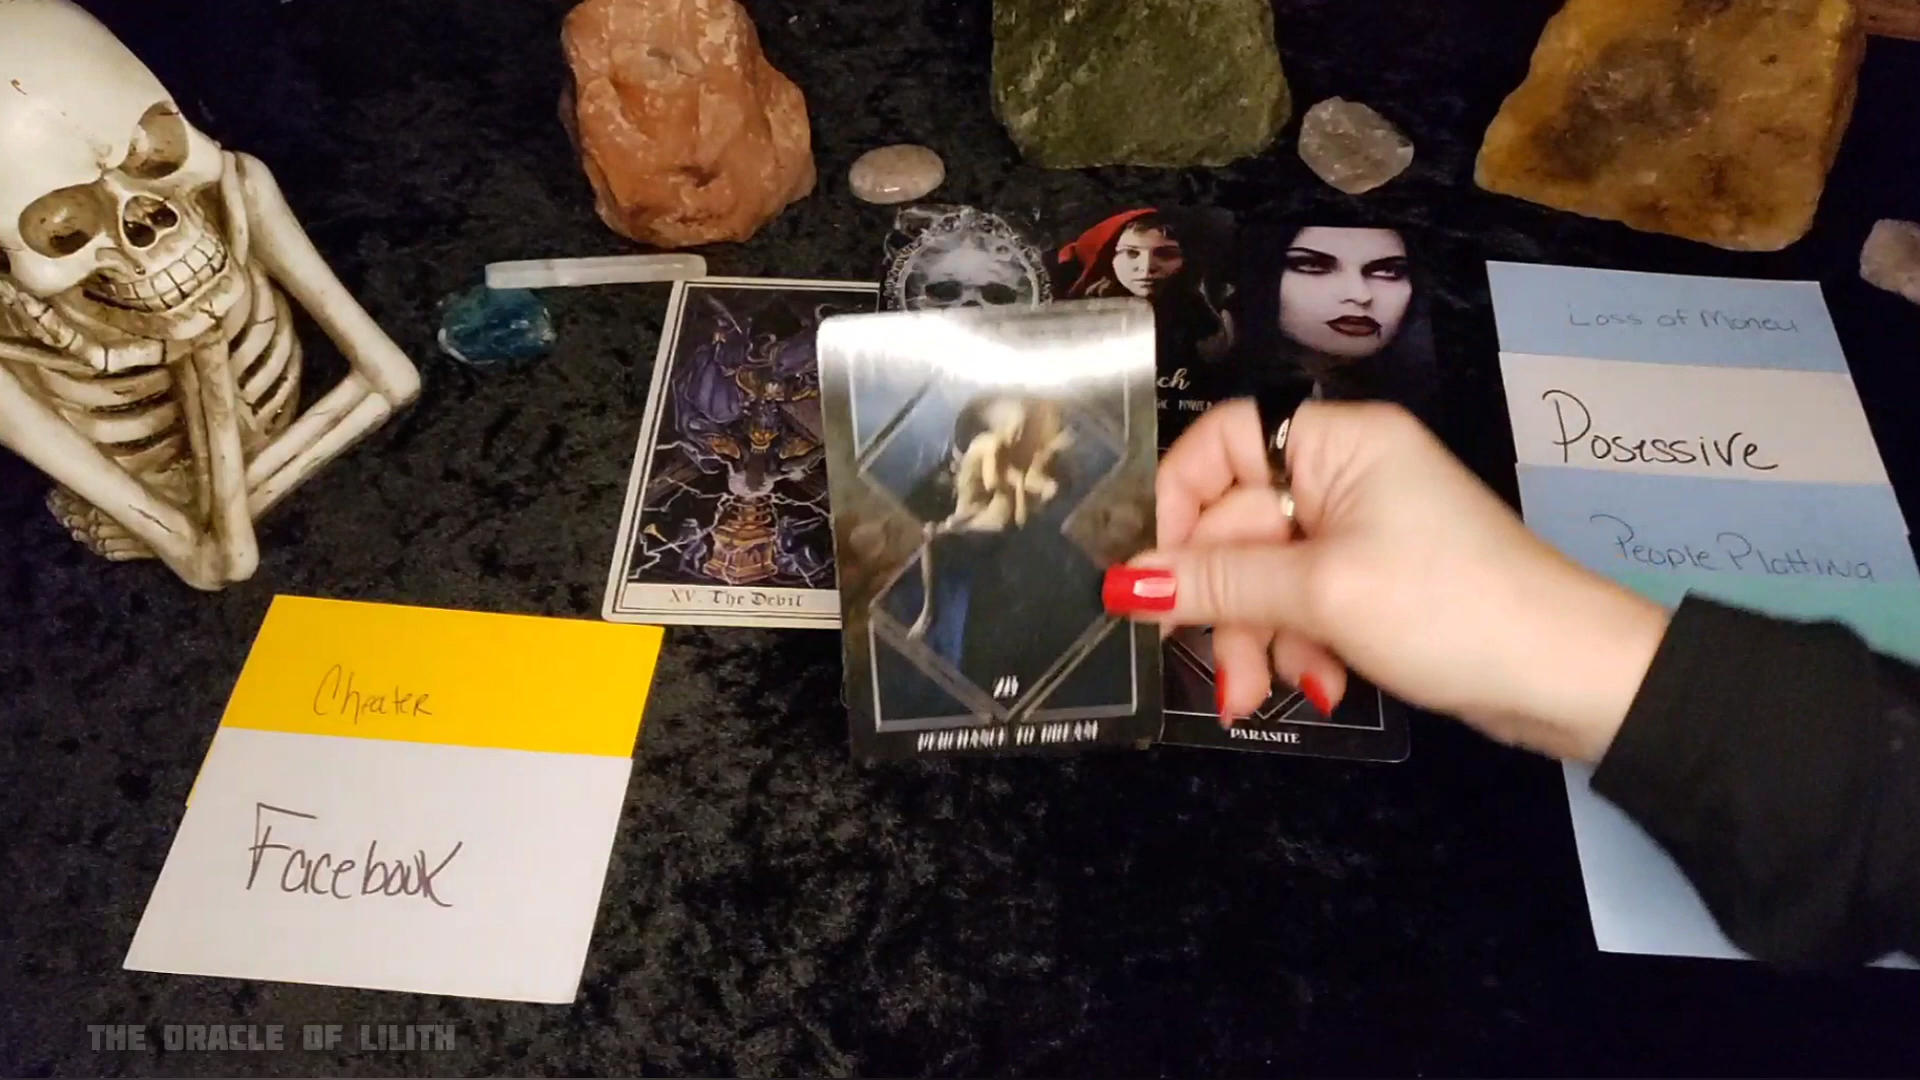 Loss of Money
Posessive
People Plotting
ch
XV. The Devil
Cheater
PERCHANCE TO DREAM
PARASITE
Facebook
THE ORACLE OF LILITH